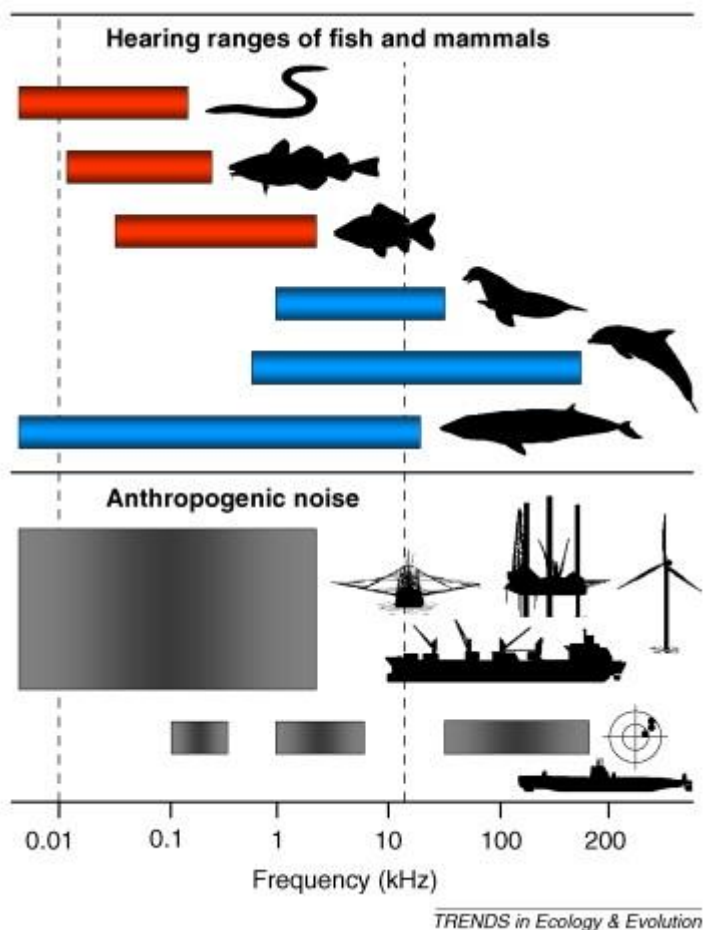 Hearing ranges of fish and mammals
Anthropogenic noise
0.01 0.1 1 10 100 200
Frequency (kHz)
TRENDS in Ecology & Evolution